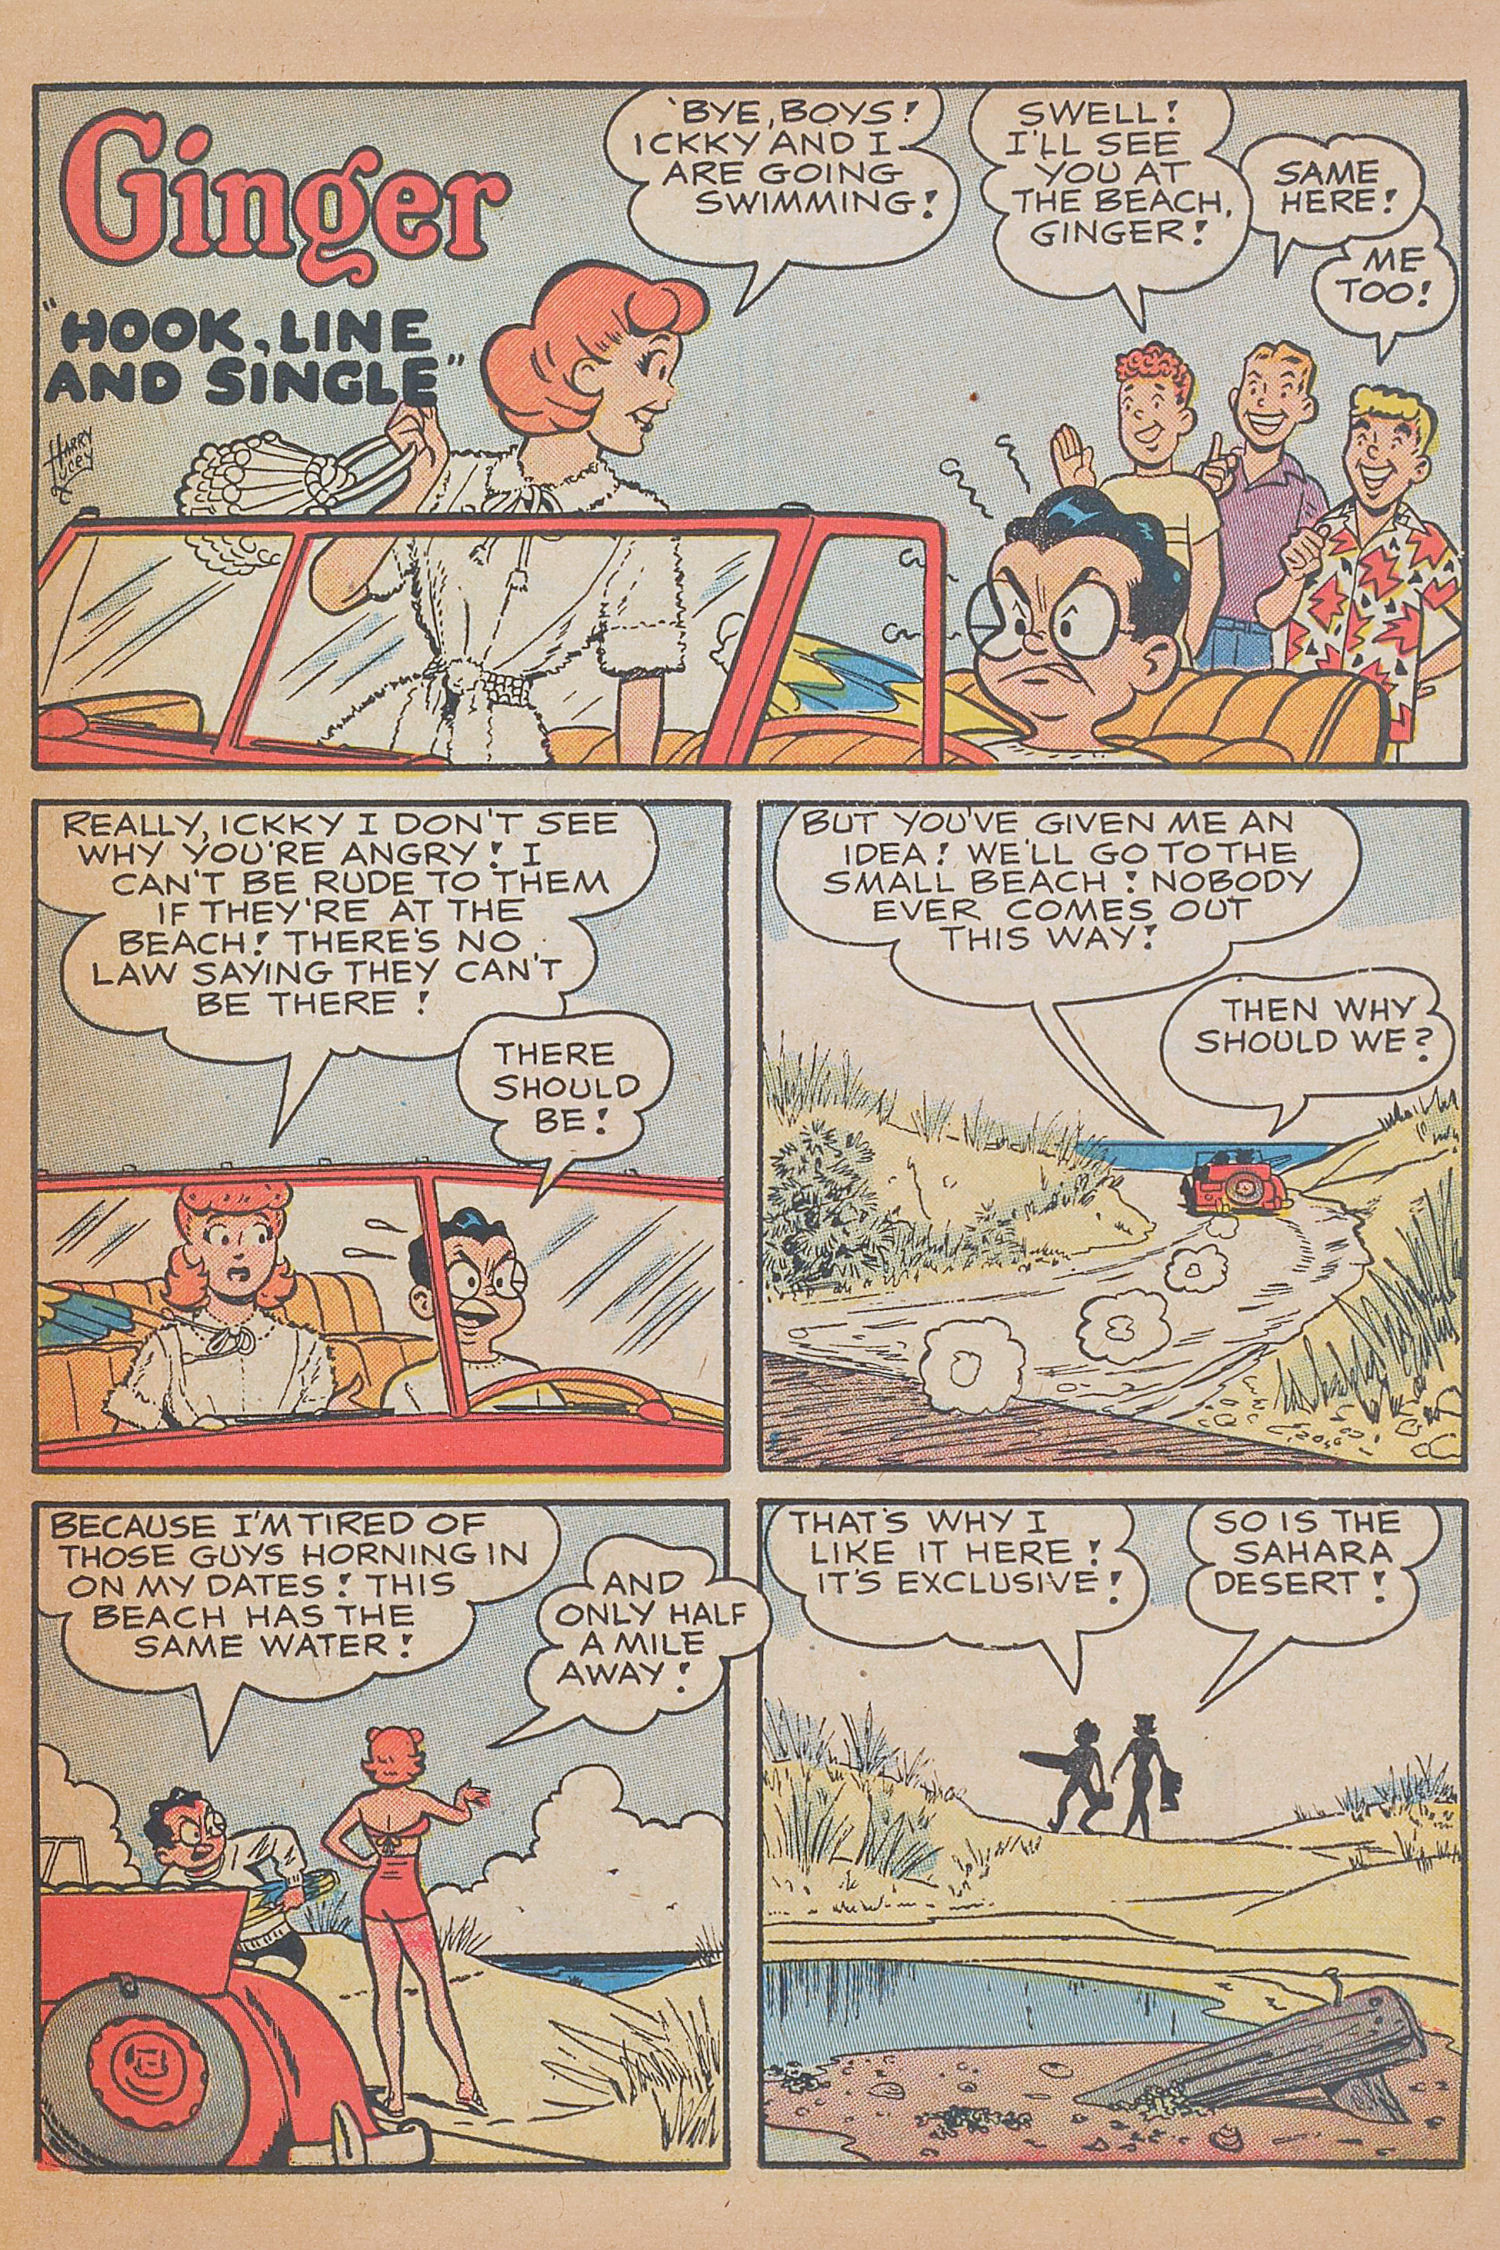 Ginger
"HOOK, LINE
AND SINGLE"
HARRY
LUCEY
'BYE, BOYS!
ICKKY AND I
ARE GOING
SWIMMING!
SWELL!
I'LL SEE
YOU AT
THE BEACH,
GINGER!
SAME
HERE!
ME
TOO!
REALLY, ICKKY I DON'T SEE
WHY YOU'RE ANGRY! I
CAN'T BE RUDE TO THEM
IF THEY'RE AT THE
BEACH! THERE'S NO
LAW SAYING THEY CAN'T
BE THERE!
THERE
SHOULD
BE!
BUT YOU'VE GIVEN ME AN
IDEA! WE'LL GO TO THE
SMALL BEACH! NOBODY
EVER COMES OUT
THIS WAY!
THEN WHY
SHOULD WE?
BECAUSE I'M TIRED OF
THOSE GUYS HORNING IN
ON MY DATES! THIS
BEACH HAS THE
SAME WATER!
AND
ONLY HALF
A MILE
AWAY!
THAT'S WHY I
LIKE IT HERE!
IT'S EXCLUSIVE!
SO IS THE
SAHARA
DESERT!